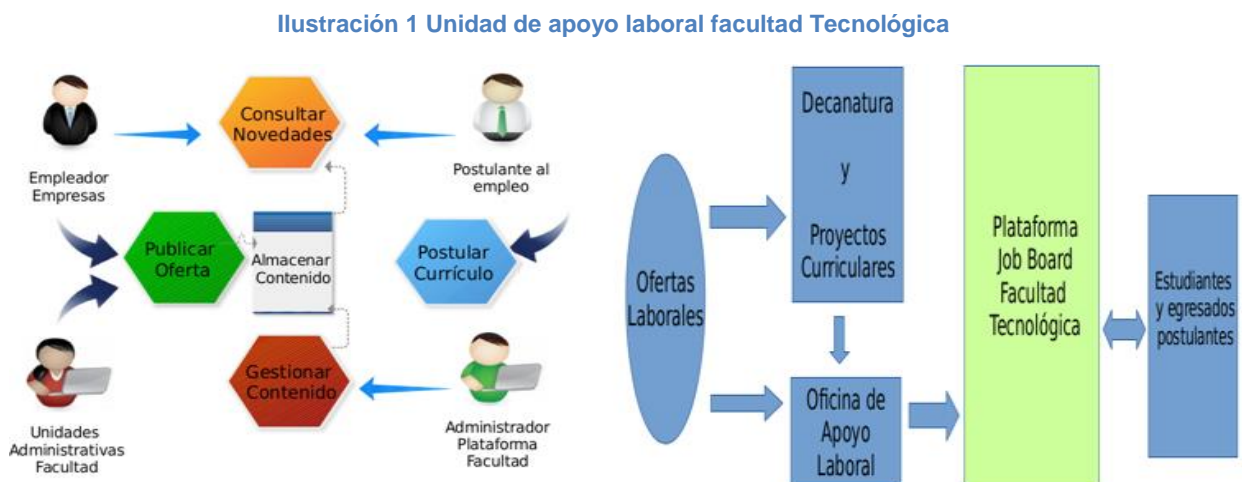 Ilustración 1 Unidad de apoyo laboral facultad Tecnológica
Consultar
Novedades
Empleador
Empresas
Postulante al
empleo
Publicar
Oferta
Almacenar
Contenido
Postular
Currículo
Gestionar
Contenido
Unidades
Administrativas
Facultad
Administrador
Plataforma
Facultad
Ofertas
Laborales
Decanatura
y
Proyectos
Curriculares
Oficina de
Apoyo
Laboral
Plataforma
Job Board
Facultad
Tecnológica
Estudiantes
y egresados
postulantes